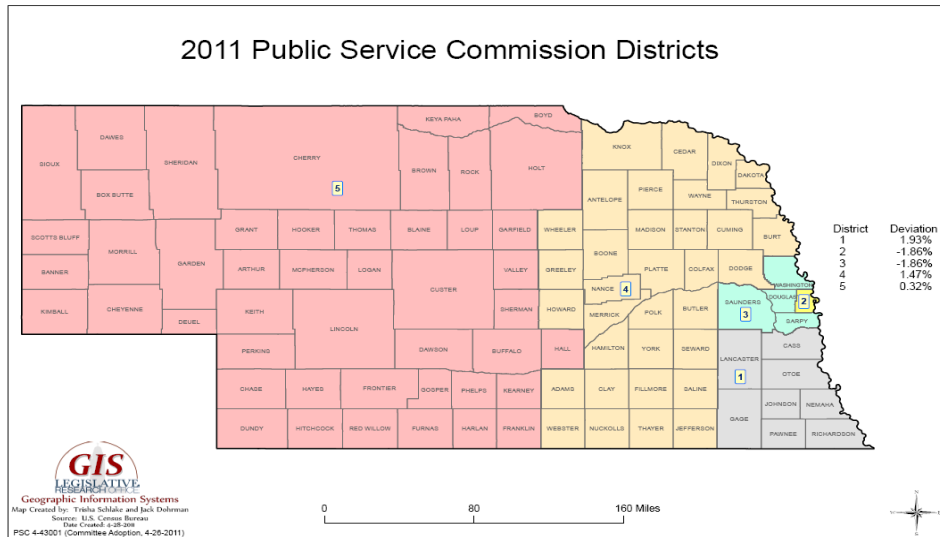 2011 Public Service Commission Districts
KEYA PAHA
BOYD
DAWES
SIOUX
SHERIDAN
CHERRY
BROWN
ROCK
HOLT
KNOX
CEDAR
DIXON
DAKOTA
BOX BUTTE
5
ANTELOPE
PIERCE
WAYNE
THURSTON
SCOTTS BLUFF
MORRILL
GARDEN
GRANT
HOOKER
THOMAS
BLAINE
LOUP
GARFIELD
WHEELER
BOONE
MADISON
STANTON
CUMING
BURT
BANNER
ARTHUR
MCPHERSON
LOGAN
CUSTER
VALLEY
GREELEY
NANCE
4
PLATTE
COLFAX
DODGE
WASHINGTON
KIMBALL
CHEYENNE
DEUEL
KEITH
LINCOLN
SHERMAN
HOWARD
MERRICK
POLK
BUTLER
SAUNDERS
3
DOUGLAS
2
SARPY
PERKINS
DAWSON
BUFFALO
HALL
HAMILTON
YORK
SEWARD
LANCASTER
1
CASS
OTOE
CHASE
HAYES
FRONTIER
GOSPER
PHELPS
KEARNEY
ADAMS
CLAY
FILLMORE
SALINE
GAGE
JOHNSON
NEMAHA
DUNDY
HITCHCOCK
RED WILLOW
FURNAS
HARLAN
FRANKLIN
WEBSTER
NUCKOLLS
THAYER
JEFFERSON
PAWNEE
RICHARDSON
District Deviation
1 1.93%
2 -1.86%
3 -1.86%
4 1.47%
5 0.32%
GIS
LEGISLATIVE
RESEARCH OFFICE
Geographic Information Systems
Map Created by: Trisha Schlake and Jack Dohrman
Source: U.S. Census Bureau
Date Created: 4-28-2011
PSC 4-43001 (Committee Adoption, 4-26-2011)
0 80 160 Miles